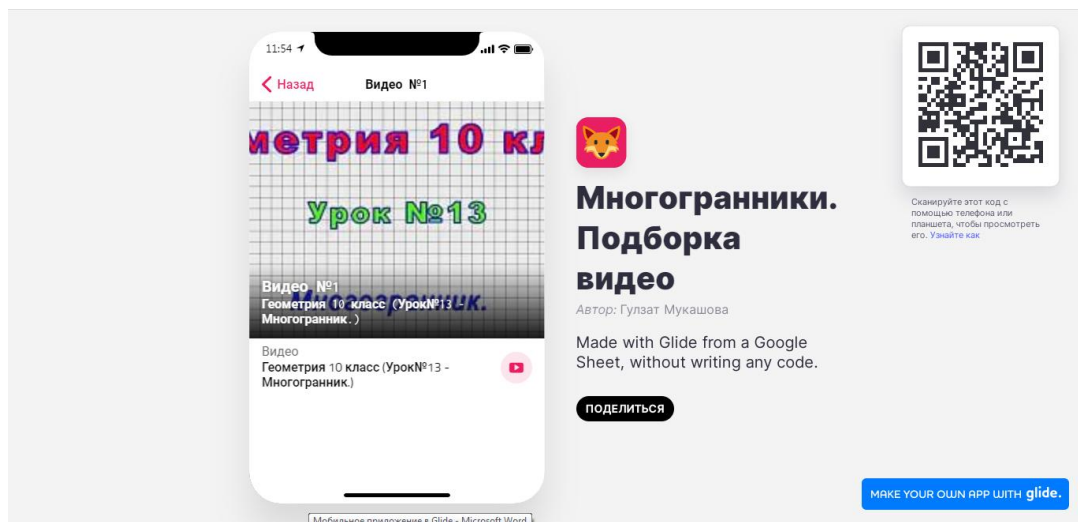 11:54
Назад
Видео №1
метрия 10 кл
Урок №13
Многогранник.
Видео №1
Геометрия 10 класс (Урок№13 -
Многогранник.)
Видео
Геометрия 10 класс (Урок№13 -
Многогранник.)
Многогранники.
Подборка
видео
Автор: Гулзат Мукашова
Made with Glide from a Google
Sheet, without writing any code.
ПОДЕЛИТЬСЯ
Сканируйте этот код с
помощью телефона или
планшета, чтобы просмотреть
его. Узнайте как
MAKE YOUR OWN APP WITH glide.
Мобильное приложение в Glide - Microsoft Word